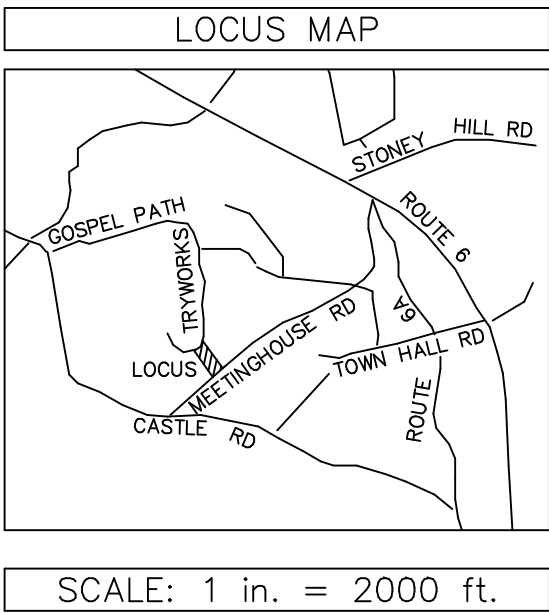 LOCUS MAP
STONEY HILL RD
GOSPEL PATH
ROUTE 6
TRYWORKS
6A
MEETINGHOUSE RD
TOWN HALL RD
LOCUS
ROUTE
CASTLE RD
SCALE: 1 in. = 2000 ft.